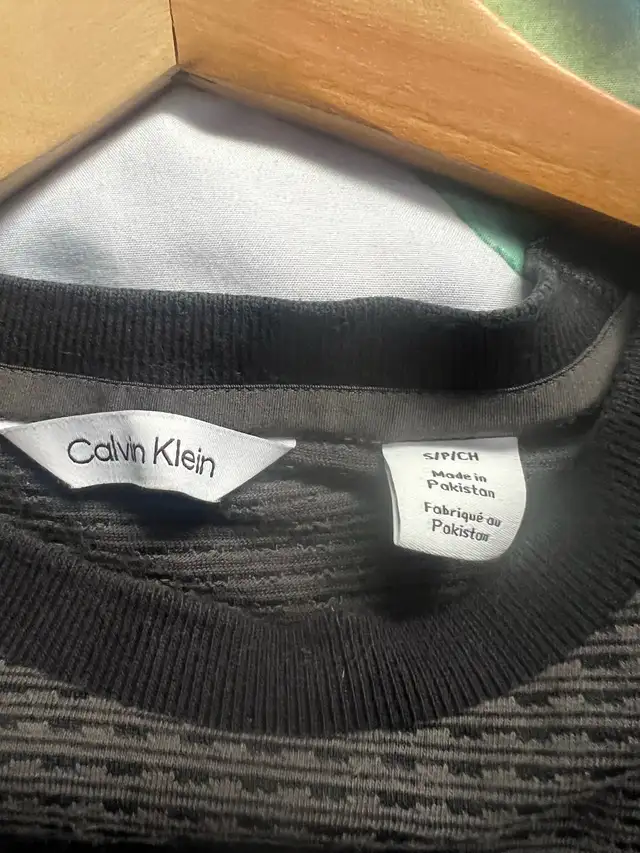 Calvin Klein
S/P/CH
Made in
Pakistan
Fabriqué au
Pakistan